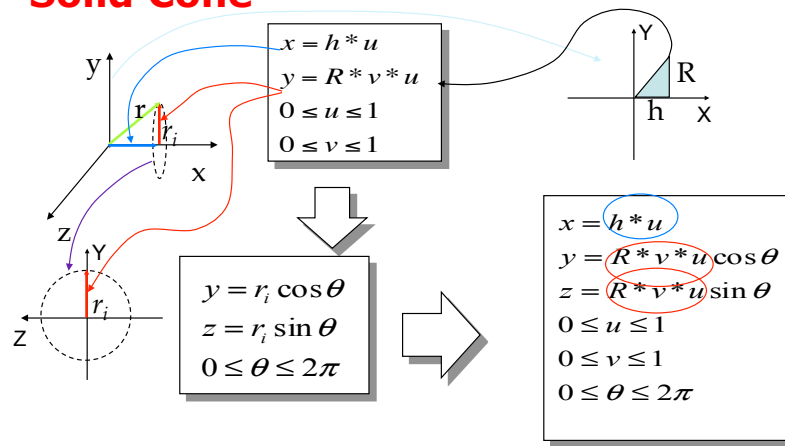 Solid Cone
y
r
r_i
x
z
x = h * u
y = R * v * u
0 ≤ u ≤ 1
0 ≤ v ≤ 1
Y
R
h
X
Y
r_i
Z
y = r_i cos θ
z = r_i sin θ
0 ≤ θ ≤ 2π
x = h * u
y = R * v * u cos θ
z = R * v * u sin θ
0 ≤ u ≤ 1
0 ≤ v ≤ 1
0 ≤ θ ≤ 2π